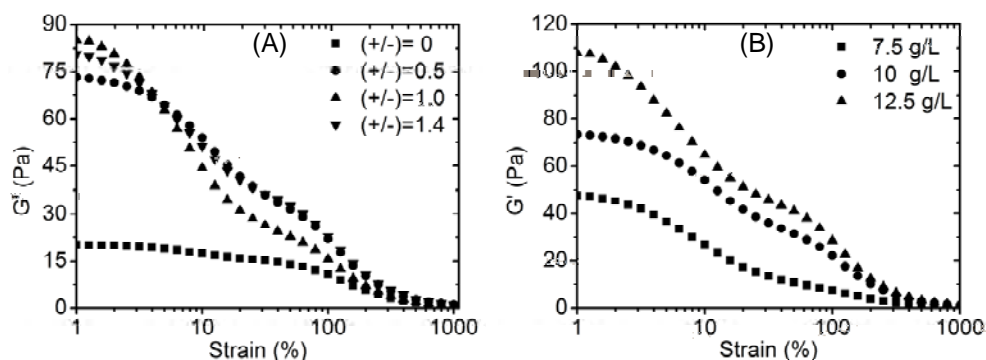 (A)
(+/-)= 0
(+/-)=0.5
(+/-)=1.0
(+/-)=1.4
90
75
60
45
30
15
0
G' (Pa)
1 10 100 1000
Strain (%)
(B)
7.5 g/L
10 g/L
12.5 g/L
120
100
80
60
40
20
0
G' (Pa)
1 10 100 1000
Strain (%)